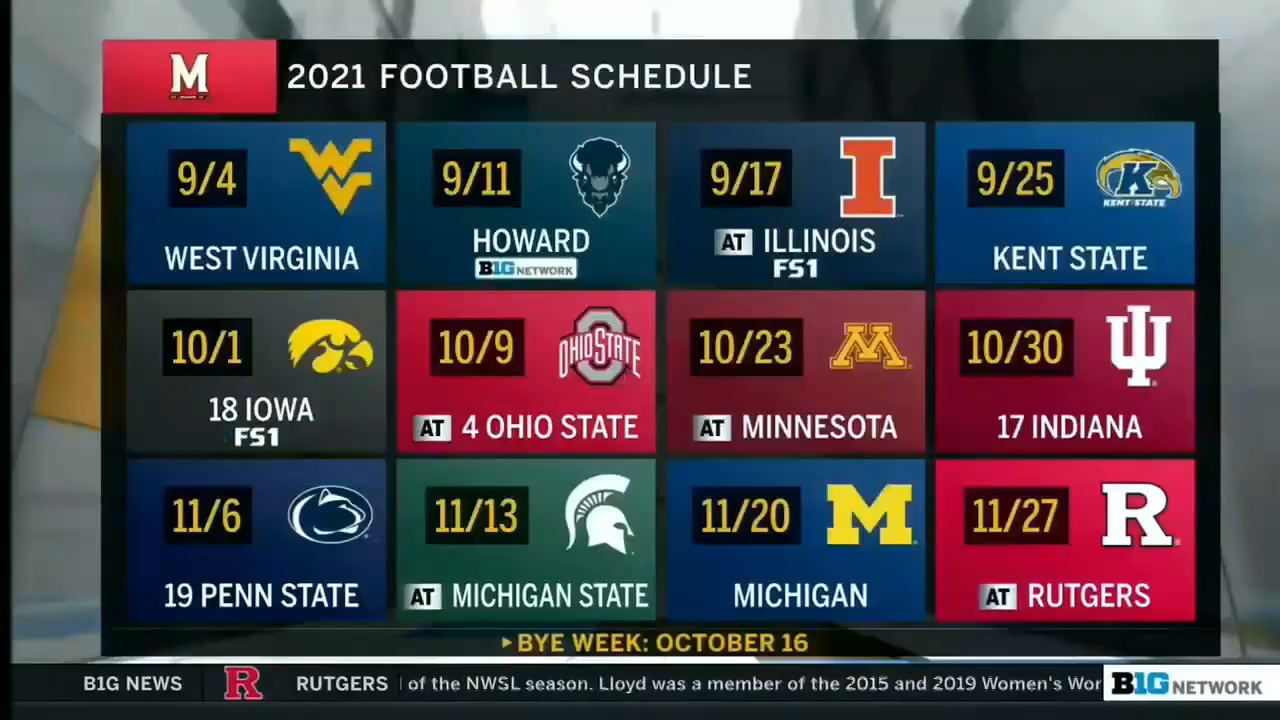 M 2021 FOOTBALL SCHEDULE
9/4 WV
WEST VIRGINIA
9/11
HOWARD
B1G NETWORK
9/17 I
AT ILLINOIS
FS1
9/25 K
KENT STATE
KENT STATE
10/1
18 IOWA
FS1
10/9 OHIO STATE
AT 4 OHIO STATE
10/23 M
AT MINNESOTA
10/30 IU
17 INDIANA
11/6
19 PENN STATE
11/13
AT MICHIGAN STATE
11/20 M
MICHIGAN
11/27 R
AT RUTGERS
BYE WEEK: OCTOBER 16
B1G NEWS R RUTGERS of the NWSL season. Lloyd was a member of the 2015 and 2019 Women's Wor B1G NETWORK